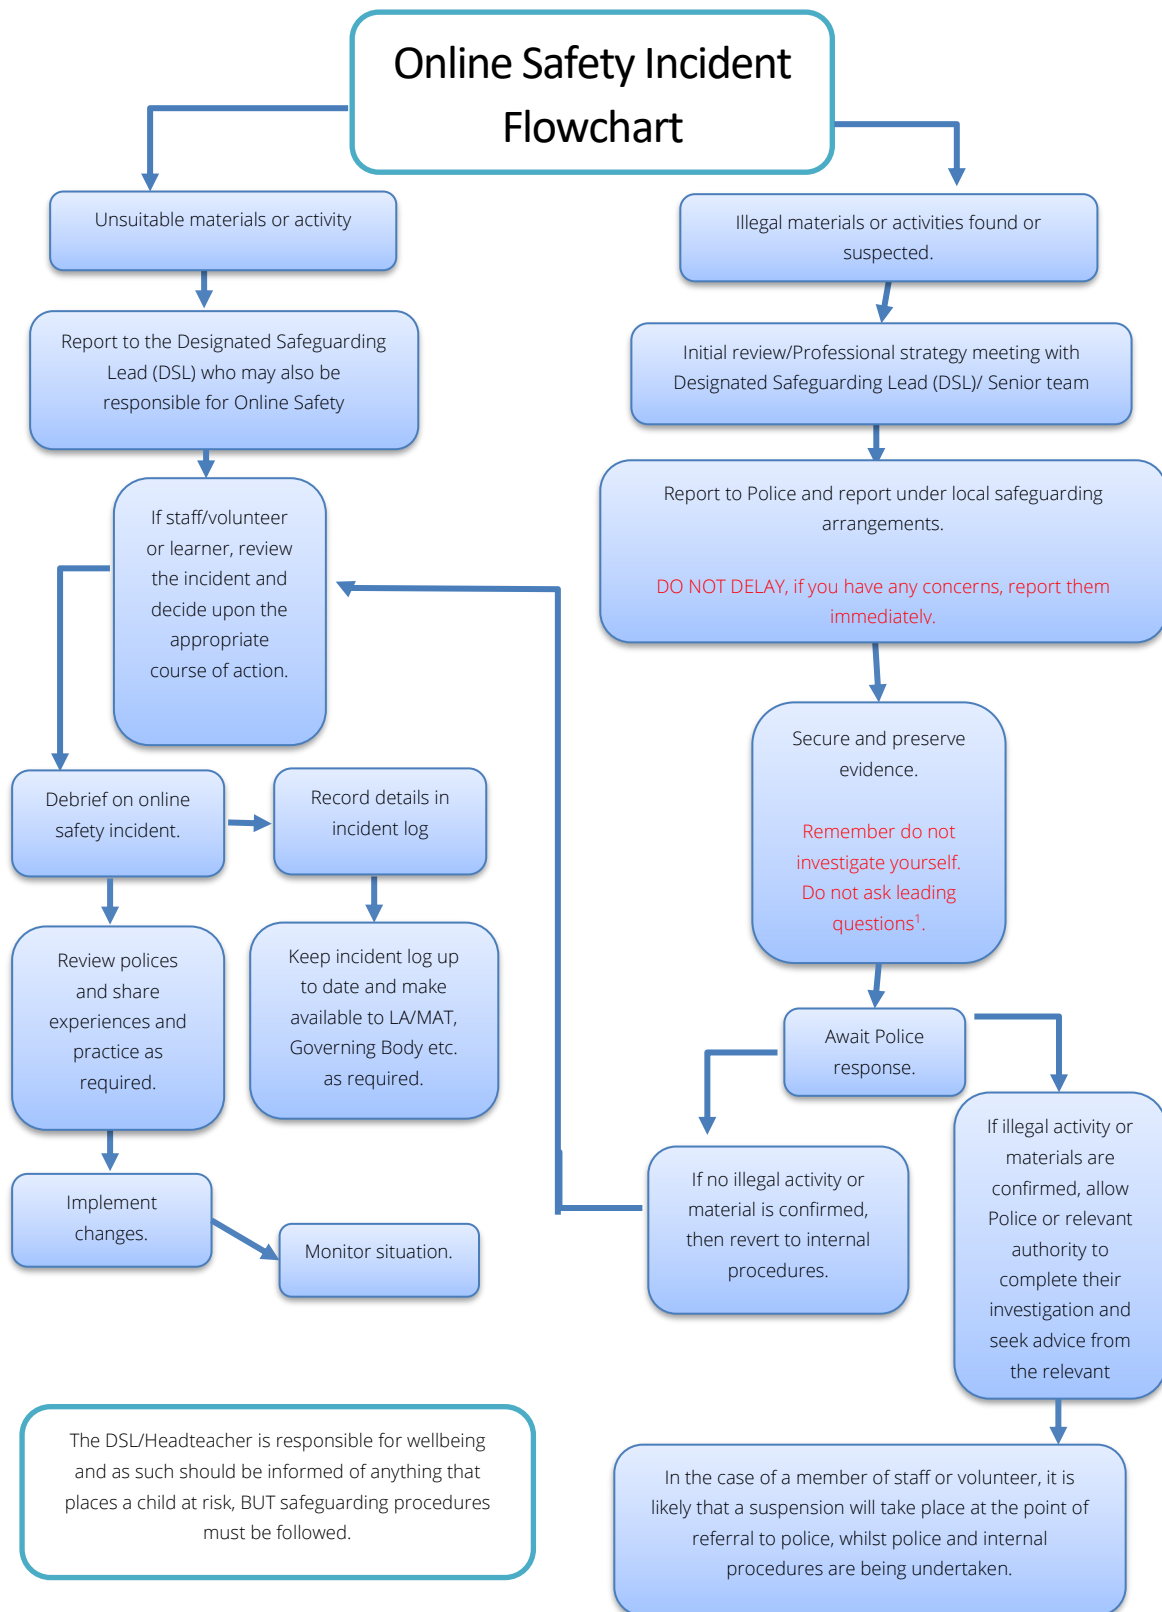 Online Safety Incident
Flowchart
Unsuitable materials or activity
Report to the Designated Safeguarding
Lead (DSL) who may also be
responsible for Online Safety
If staff/volunteer
or learner, review
the incident and
decide upon the
appropriate
course of action.
Debrief on online
safety incident.
Record details in
incident log
Review polices
and share
experiences and
practice as
required.
Keep incident log up
to date and make
available to LA/MAT,
Governing Body etc.
as required.
Implement
changes.
Monitor situation.
The DSL/Headteacher is responsible for wellbeing
and as such should be informed of anything that
places a child at risk, BUT safeguarding procedures
must be followed.
Illegal materials or activities found or
suspected.
Initial review/Professional strategy meeting with
Designated Safeguarding Lead (DSL)/ Senior team
Report to Police and report under local safeguarding
arrangements.
DO NOT DELAY, if you have any concerns, report them
immediately.
Secure and preserve
evidence.
Remember do not
investigate yourself.
Do not ask leading
questions¹.
Await Police
response.
If no illegal activity or
material is confirmed,
then revert to internal
procedures.
If illegal activity or
materials are
confirmed, allow
Police or relevant
authority to
complete their
investigation and
seek advice from
the relevant
In the case of a member of staff or volunteer, it is
likely that a suspension will take place at the point of
referral to police, whilst police and internal
procedures are being undertaken.